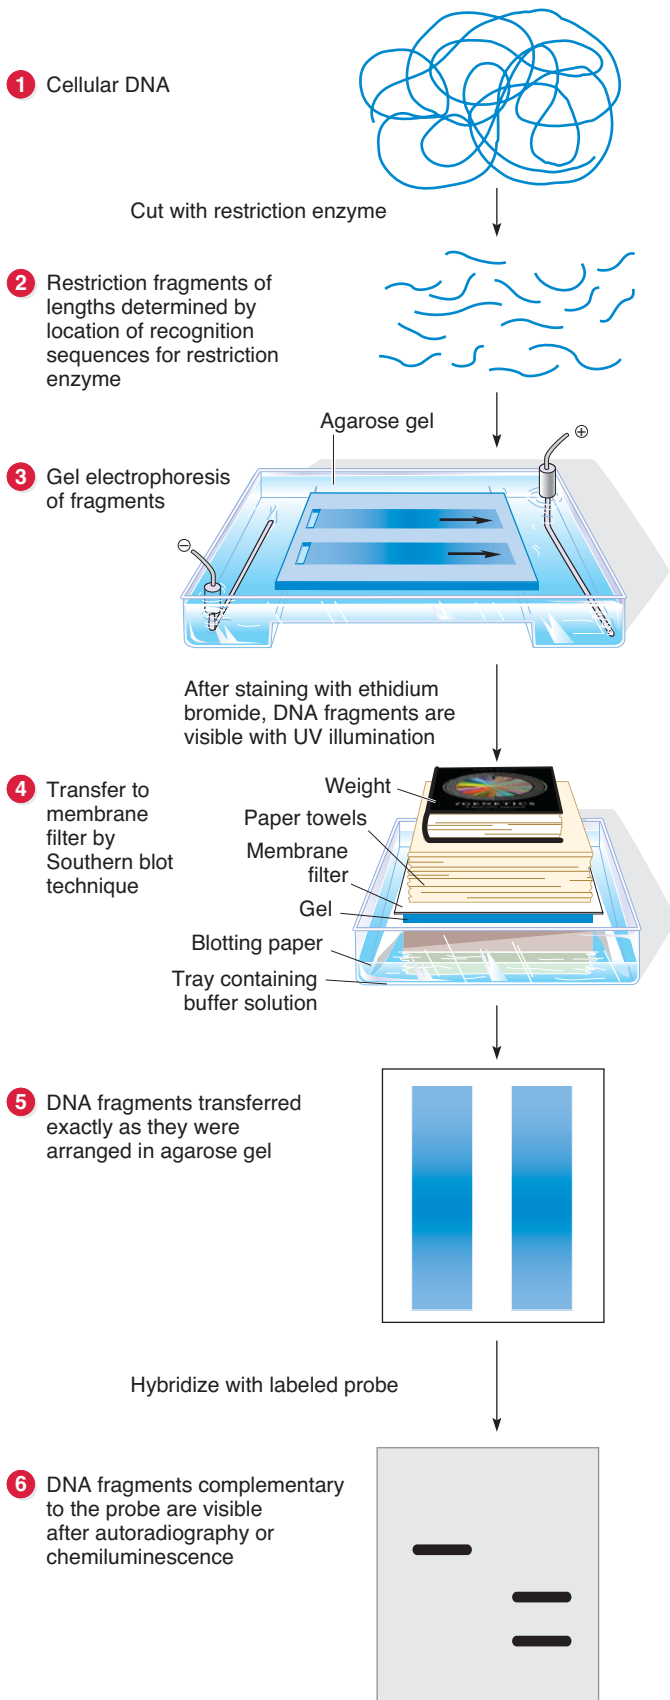 1 Cellular DNA
Cut with restriction enzyme
2 Restriction fragments of
lengths determined by
location of recognition
sequences for restriction
enzyme
Agarose gel
+
3 Gel electrophoresis
of fragments
−
After staining with ethidium
bromide, DNA fragments are
visible with UV illumination
4 Transfer to
membrane
filter by
Southern blot
technique
Weight
iGENETICS
Paper towels
Membrane
filter
Gel
Blotting paper
Tray containing
buffer solution
5 DNA fragments transferred
exactly as they were
arranged in agarose gel
Hybridize with labeled probe
6 DNA fragments complementary
to the probe are visible
after autoradiography or
chemiluminescence